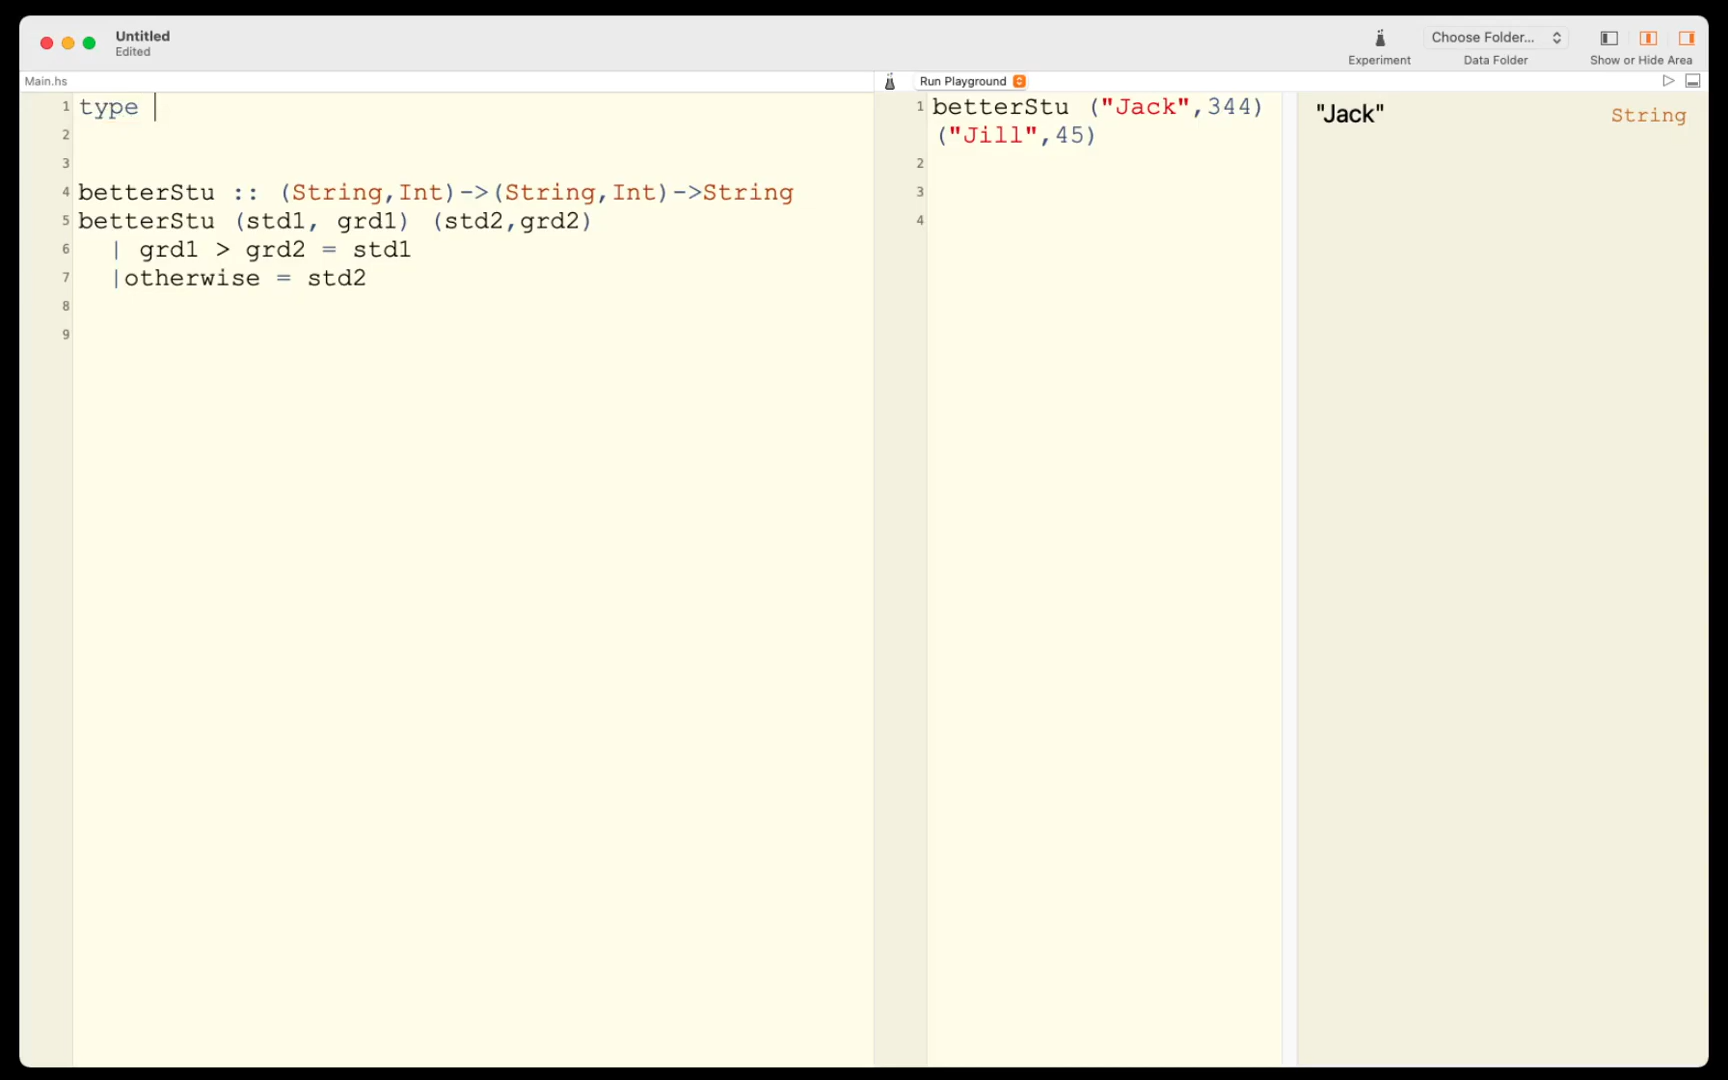 Untitled
Edited
Experiment
Choose Folder...
Data Folder
Show or Hide Area
Main.hs
Run Playground
1 type
2
3
4 betterStu :: (String,Int)->(String,Int)->String
5 betterStu (std1, grd1) (std2,grd2)
6 | grd1 > grd2 = std1
7 |otherwise = std2
8
9
1 betterStu ("Jack",344)
("Jill",45)
2
3
4
"Jack" String